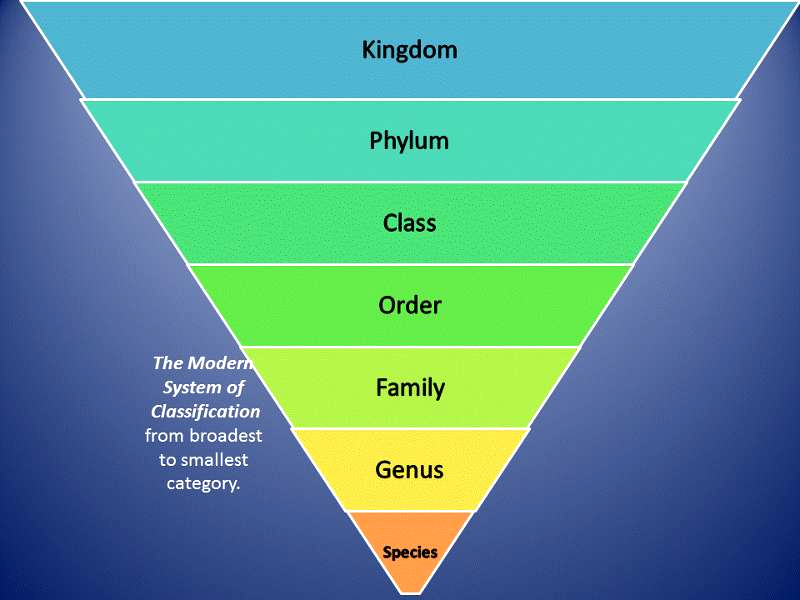 Kingdom
Phylum
Class
Order
The Modern
System of
Classification
from broadest
to smallest
category.
Family
Genus
Species